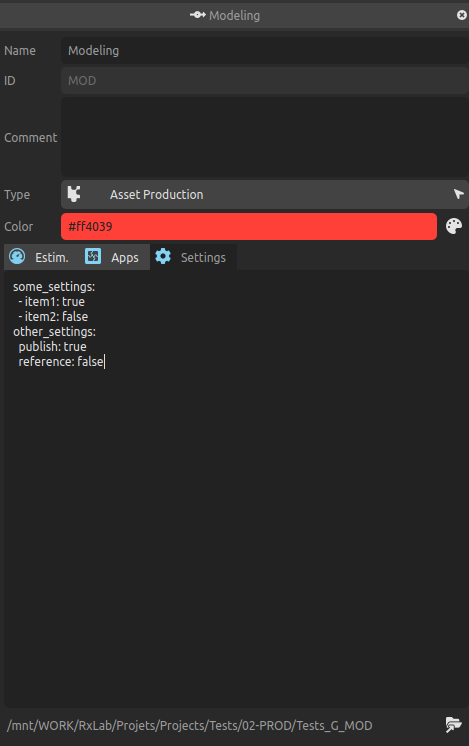 Modeling
Name Modeling
ID MOD
Comment
Type Asset Production
Color #ff4039
Estim. Apps Settings
some_settings:
- item1: true
- item2: false
other_settings:
publish: true
reference: false
/mnt/WORK/RxLab/Projets/Projects/Tests/02-PROD/Tests_G_MOD